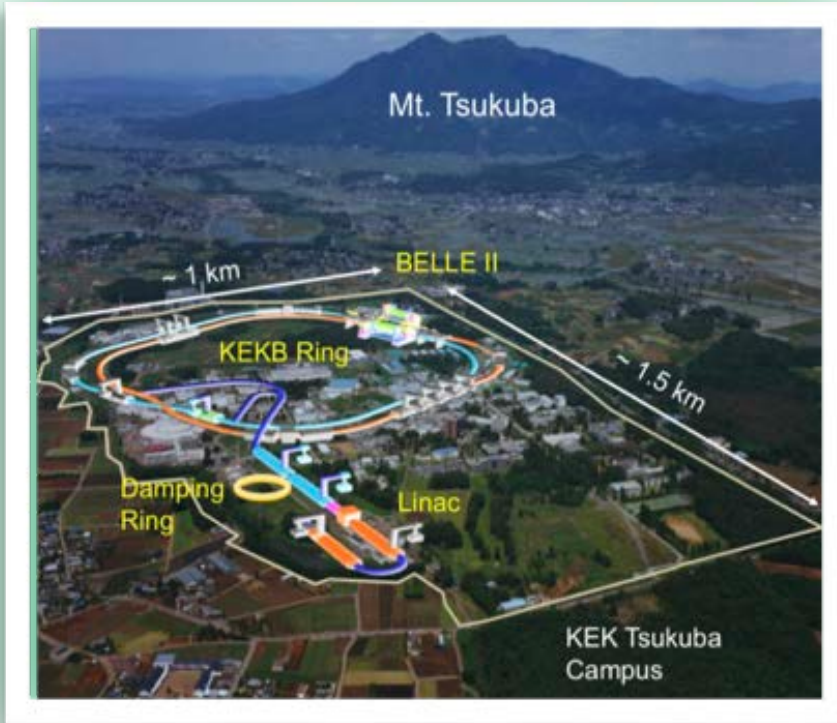 Mt. Tsukuba
BELLE II
~ 1 km
KEKB Ring
~ 1.5 km
Damping
Ring
Linac
KEK Tsukuba
Campus